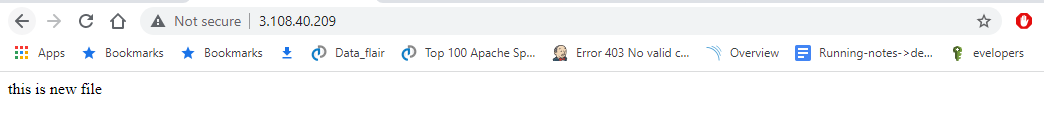 Not secure | 3.108.40.209
Apps Bookmarks Bookmarks Data_flair Top 100 Apache Sp... Error 403 No valid c... Overview Running-notes->de... evelopers
this is new file